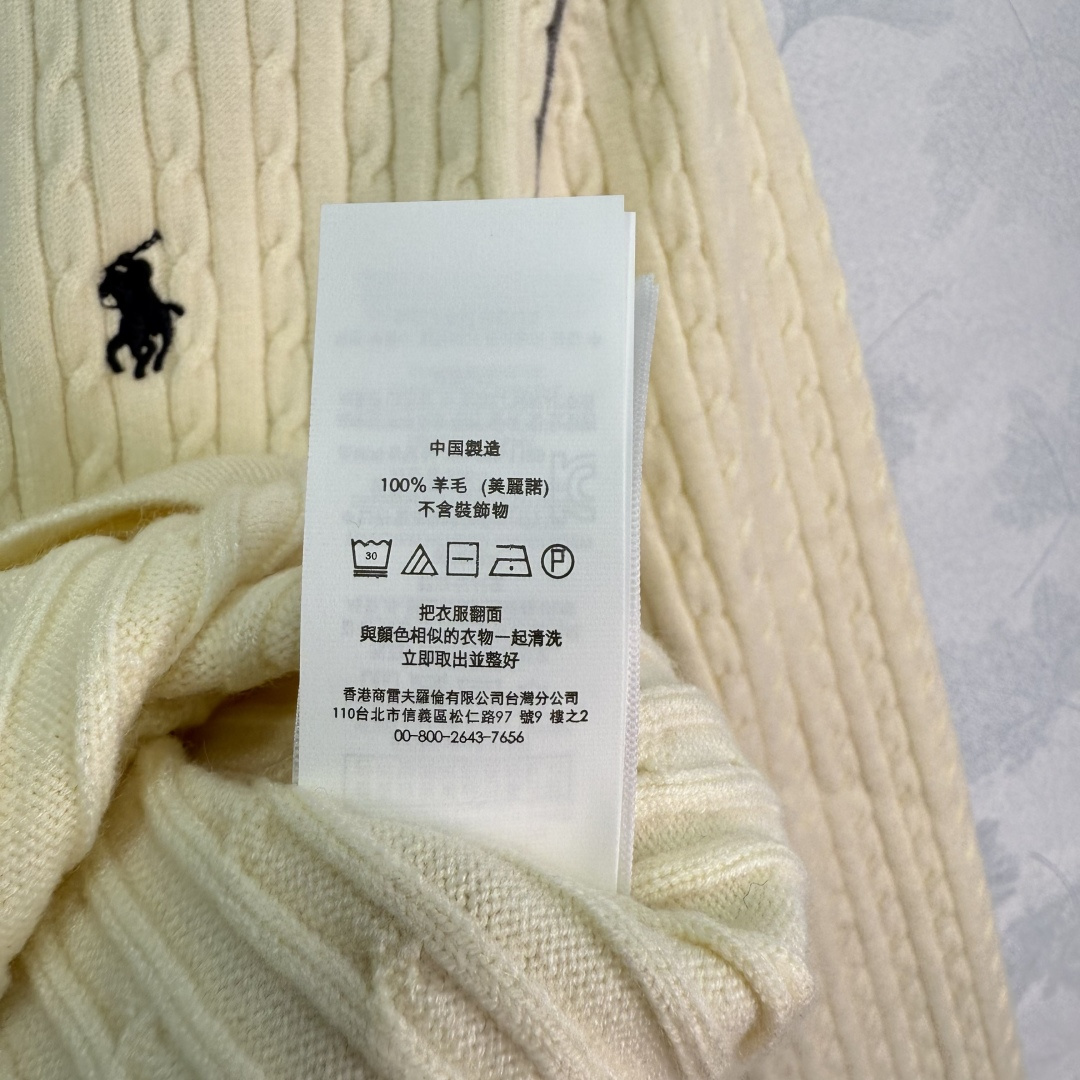 中国製造
100% 羊毛 (美麗諾)
不含裝飾物
30
P
把衣服翻面
與顏色相似的衣物一起清洗
立即取出並整好
香港商雷夫羅倫有限公司台灣分公司
110台北市信義區松仁路97 號9 樓之2
00-800-2643-7656